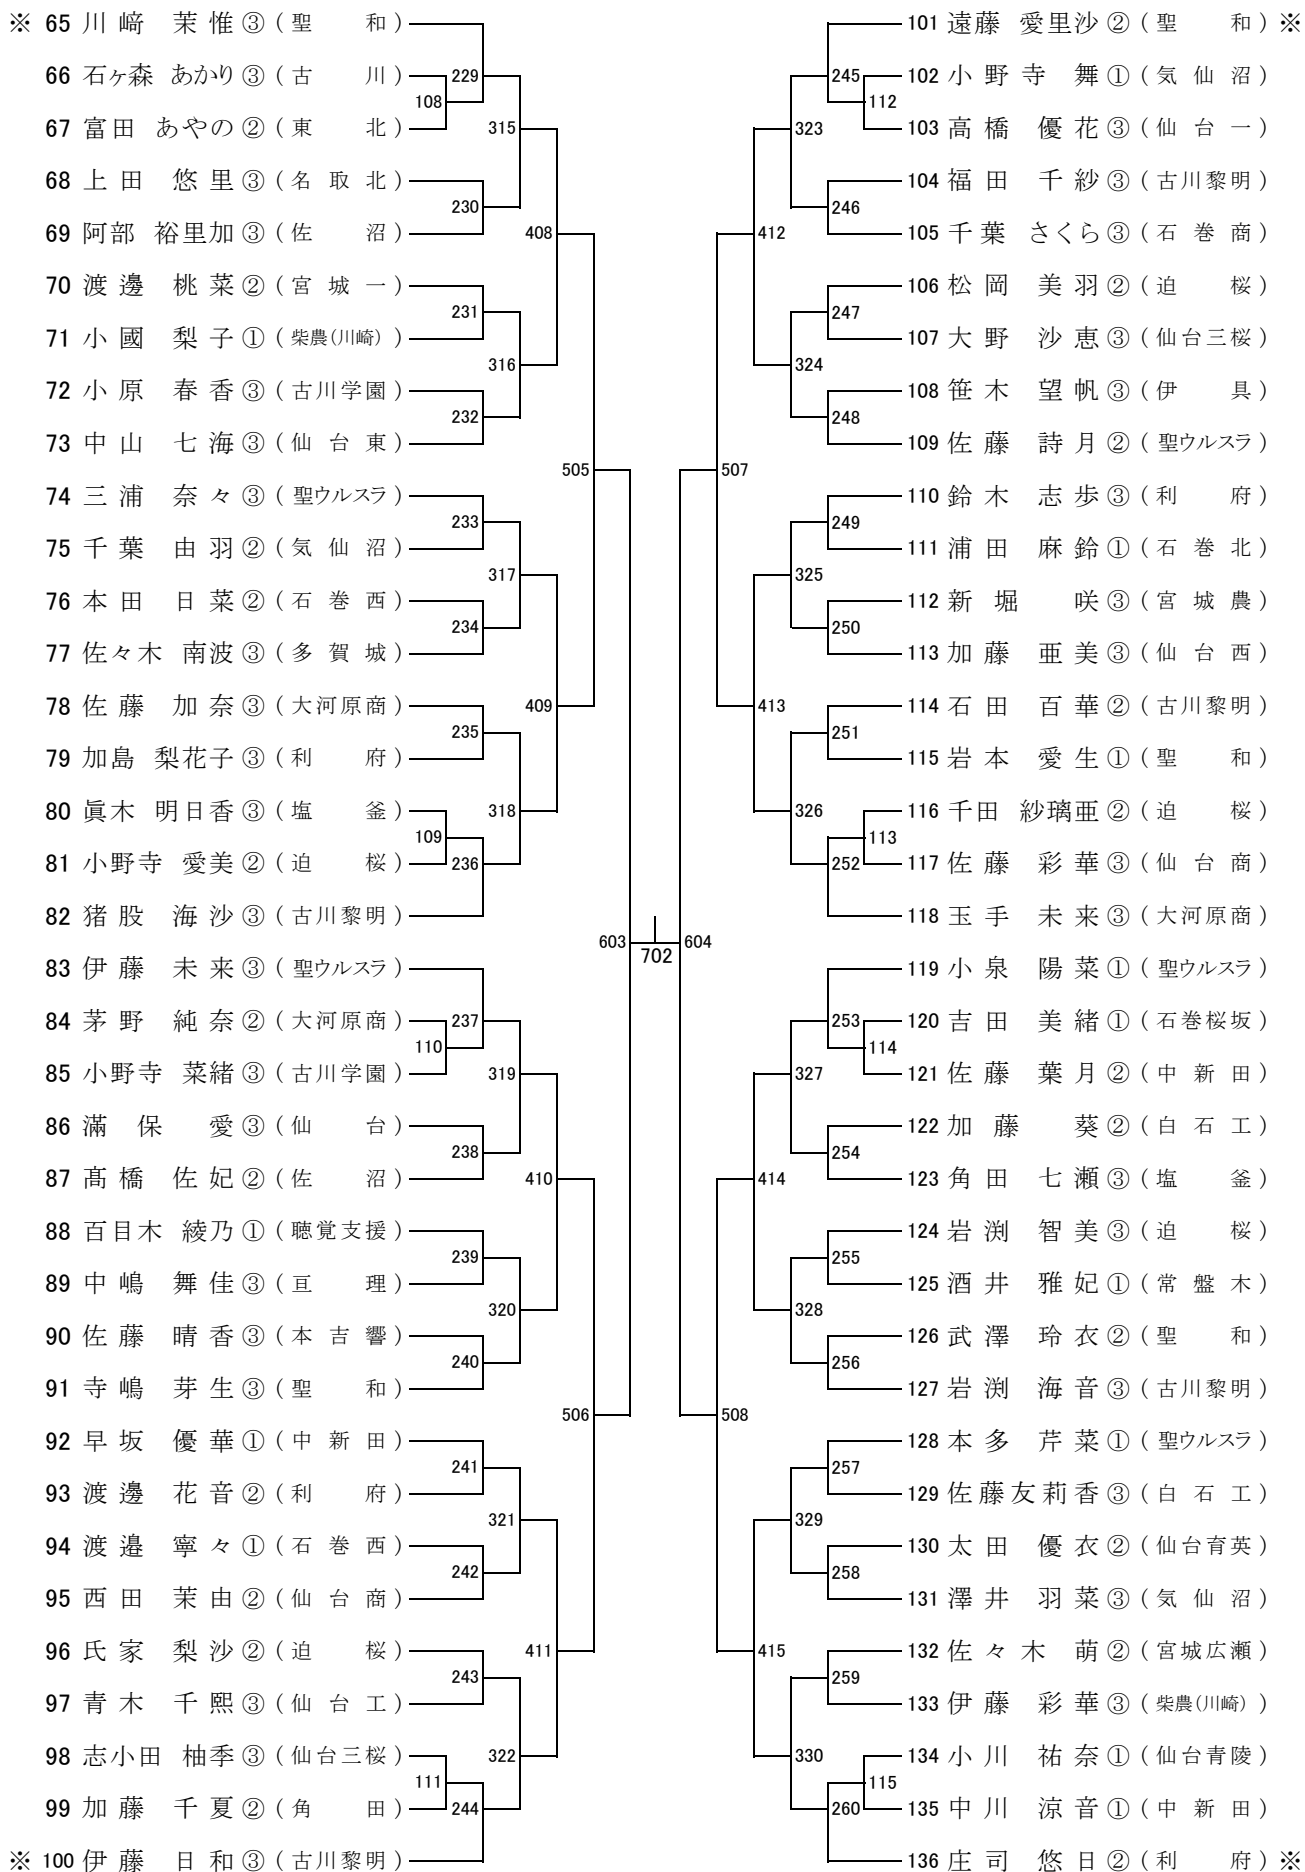 ※ 65 川﨑 茉惟 ③ (聖和)
66 石ヶ森 あかり ③ (古川)
67 富田 あやの ② (東北)
68 上田 悠里 ③ (名取北)
69 阿部 裕里加 ③ (佐沼)
70 渡邊 桃菜 ② (宮城一)
71 小國 梨子 ① (柴農(川崎))
72 小原 春香 ③ (古川学園)
73 中山 七海 ③ (仙台東)
74 三浦 奈々 ③ (聖ウルスラ)
75 千葉 由羽 ② (気仙沼)
76 本田 日菜 ② (石巻西)
77 佐々木 南波 ③ (多賀城)
78 佐藤 加奈 ③ (大河原商)
79 加島 梨花子 ③ (利府)
80 眞木 明日香 ③ (塩釜)
81 小野寺 愛美 ② (迫桜)
82 猪股 海沙 ③ (古川黎明)
83 伊藤 未来 ③ (聖ウルスラ)
84 茅野 純奈 ② (大河原商)
85 小野寺 菜緒 ③ (古川学園)
86 滿保 愛 ③ (仙台)
87 髙橋 佐妃 ② (佐沼)
88 百目木 綾乃 ① (聴覚支援)
89 中嶋 舞佳 ③ (亘理)
90 佐藤 晴香 ③ (本吉響)
91 寺嶋 芽生 ③ (聖和)
92 早坂 優華 ① (中新田)
93 渡邊 花音 ② (利府)
94 渡邉 寧々 ① (石巻西)
95 西田 茉由 ② (仙台商)
96 氏家 梨沙 ② (迫桜)
97 青木 千熙 ③ (仙台工)
98 志小田 柚季 ③ (仙台三桜)
99 加藤 千夏 ② (角田)
※ 100 伊藤 日和 ③ (古川黎明)
108
109
110
111
229
230
231
232
233
234
235
236
237
238
239
240
241
242
243
244
315
316
317
318
319
320
321
322
408
409
410
411
505
506
603
702
604
507
508
412
413
414
415
323
324
325
326
327
328
329
330
245
246
247
248
249
250
251
252
253
254
255
256
257
258
259
260
112
113
114
115
101 遠藤 愛里沙 ② (聖和) ※
102 小野寺 舞 ① (気仙沼)
103 高橋 優花 ③ (仙台一)
104 福田 千紗 ③ (古川黎明)
105 千葉 さくら ③ (石巻商)
106 松岡 美羽 ② (迫桜)
107 大野 沙恵 ③ (仙台三桜)
108 笹木 望帆 ③ (伊具)
109 佐藤 詩月 ② (聖ウルスラ)
110 鈴木 志歩 ③ (利府)
111 浦田 麻鈴 ① (石巻北)
112 新堀 咲 ③ (宮城農)
113 加藤 亜美 ③ (仙台西)
114 石田 百華 ② (古川黎明)
115 岩本 愛生 ① (聖和)
116 千田 紗璃亜 ② (迫桜)
117 佐藤 彩華 ③ (仙台商)
118 玉手 未来 ③ (大河原商)
119 小泉 陽菜 ① (聖ウルスラ)
120 吉田 美緒 ① (石巻桜坂)
121 佐藤 葉月 ② (中新田)
122 加藤 葵 ② (白石工)
123 角田 七瀬 ③ (塩釜)
124 岩渕 智美 ③ (迫桜)
125 酒井 雅妃 ① (常盤木)
126 武澤 玲衣 ② (聖和)
127 岩渕 海音 ③ (古川黎明)
128 本多 芹菜 ① (聖ウルスラ)
129 佐藤友莉香 ③ (白石工)
130 太田 優衣 ② (仙台育英)
131 澤井 羽菜 ③ (気仙沼)
132 佐々木 萌 ② (宮城広瀬)
133 伊藤 彩華 ③ (柴農(川崎))
134 小川 祐奈 ① (仙台青陵)
135 中川 涼音 ① (中新田)
136 庄司 悠日 ② (利府) ※